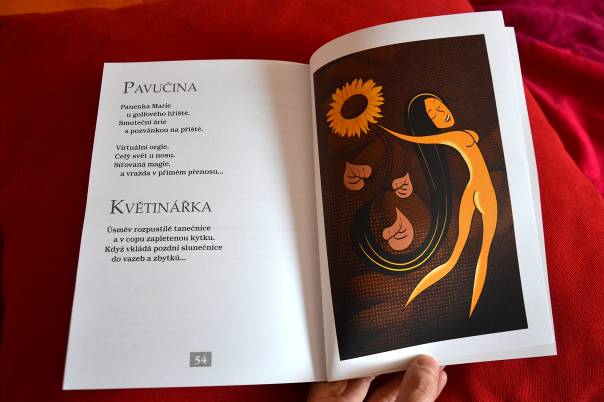 PAVUČINA
Panenka Marie
u golfového hřiště.
Smuteční árie
s pozvánkou na příště.
Virtuální orgie.
Celý svět u nosu.
Síťovaná magie,
a vražda v přímém přenosu...
KVĚTINÁŘKA
Úsměv rozpustilé tanečnice
a v copu zapletenou kytku.
Když vkládá pozdní slunečnice
do vazeb a zbytků...
54